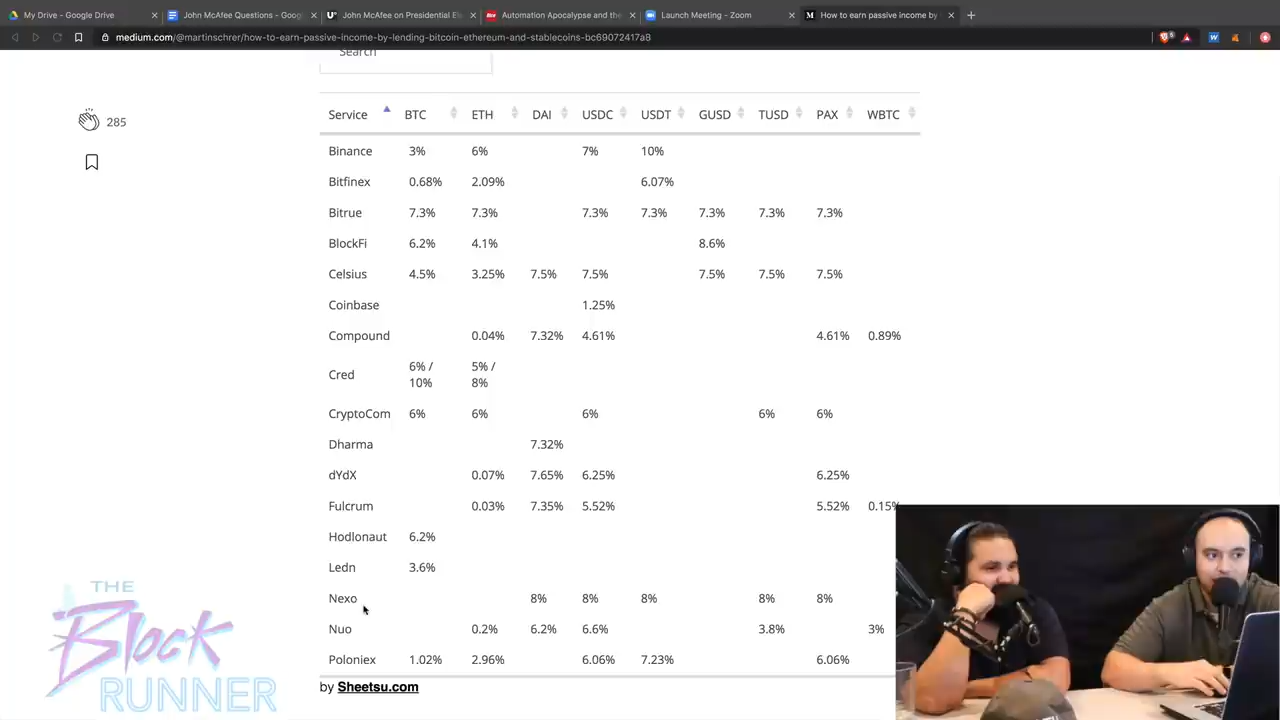 My Drive - Google Drive
John McAfee Questions - Goog
John McAfee on Presidential El
Automation Apocalypse and the
Launch Meeting - Zoom
How to earn passive income by
medium.com/@martinschrer/how-to-earn-passive-income-by-lending-bitcoin-ethereum-and-stablecoins-bc69072417a8
Search
285
Service BTC ETH DAI USDC USDT GUSD TUSD PAX WBTC
Binance 3% 6% 7% 10%
Bitfinex 0.68% 2.09% 6.07%
Bitrue 7.3% 7.3% 7.3% 7.3% 7.3% 7.3% 7.3%
BlockFi 6.2% 4.1% 8.6%
Celsius 4.5% 3.25% 7.5% 7.5% 7.5% 7.5% 7.5%
Coinbase 1.25%
Compound 0.04% 7.32% 4.61% 4.61% 0.89%
Cred 6% / 10% 5% / 8%
CryptoCom 6% 6% 6% 6% 6%
Dharma 7.32%
dYdX 0.07% 7.65% 6.25% 6.25%
Fulcrum 0.03% 7.35% 5.52% 5.52% 0.15%
Hodlonaut 6.2%
Ledn 3.6%
Nexo 8% 8% 8% 8% 8%
Nuo 0.2% 6.2% 6.6% 3.8% 3%
Poloniex 1.02% 2.96% 6.06% 7.23% 6.06%
by Sheetsu.com
THE
Block
RUNNER